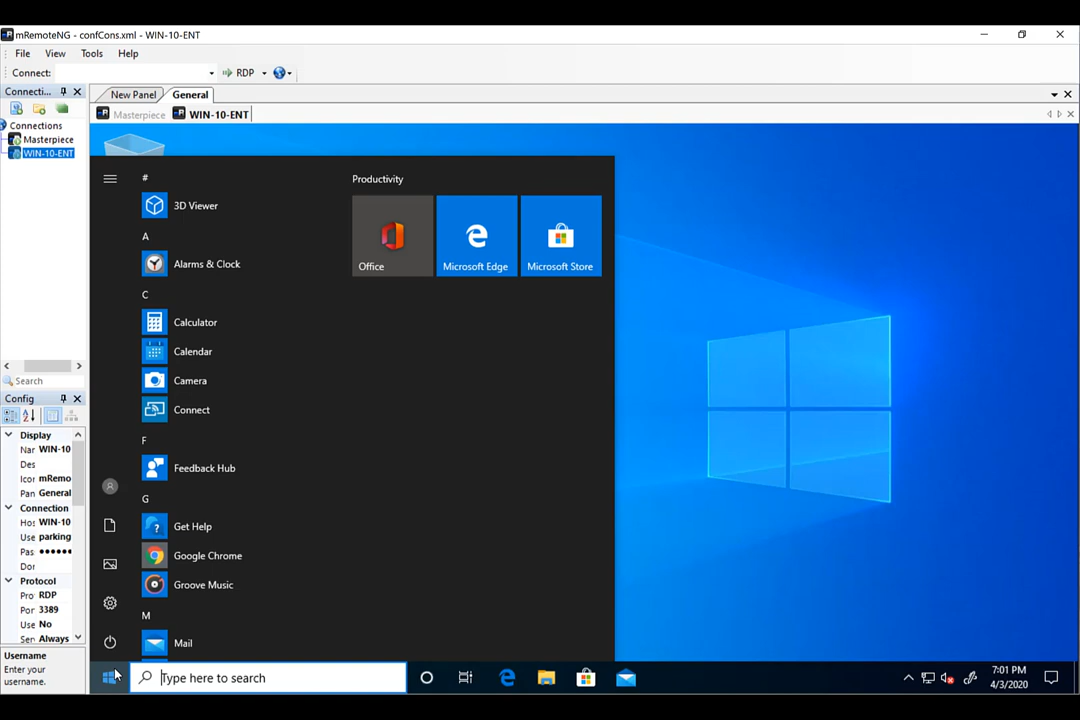 mRemoteNG - confCons.xml - WIN-10-ENT
File View Tools Help
Connect: RDP
Connecti...
New Panel General
Masterpiece WIN-10-ENT
Connections
Masterpiece
WIN-10-ENT
Search
Config
Display
Nar WIN-10
Des
Icor mRemo
Pan General
Connection
Hos WIN-10
Use parking
Pas ●●●●●●
Dor
Protocol
Pro RDP
Por 3389
Use No
Ser Always
Username
Enter your
username.
#
3D Viewer
A
Alarms & Clock
C
Calculator
Calendar
Camera
Connect
F
Feedback Hub
G
Get Help
Google Chrome
Groove Music
M
Mail
Productivity
Office
Microsoft Edge
Microsoft Store
Type here to search
7:01 PM
4/3/2020